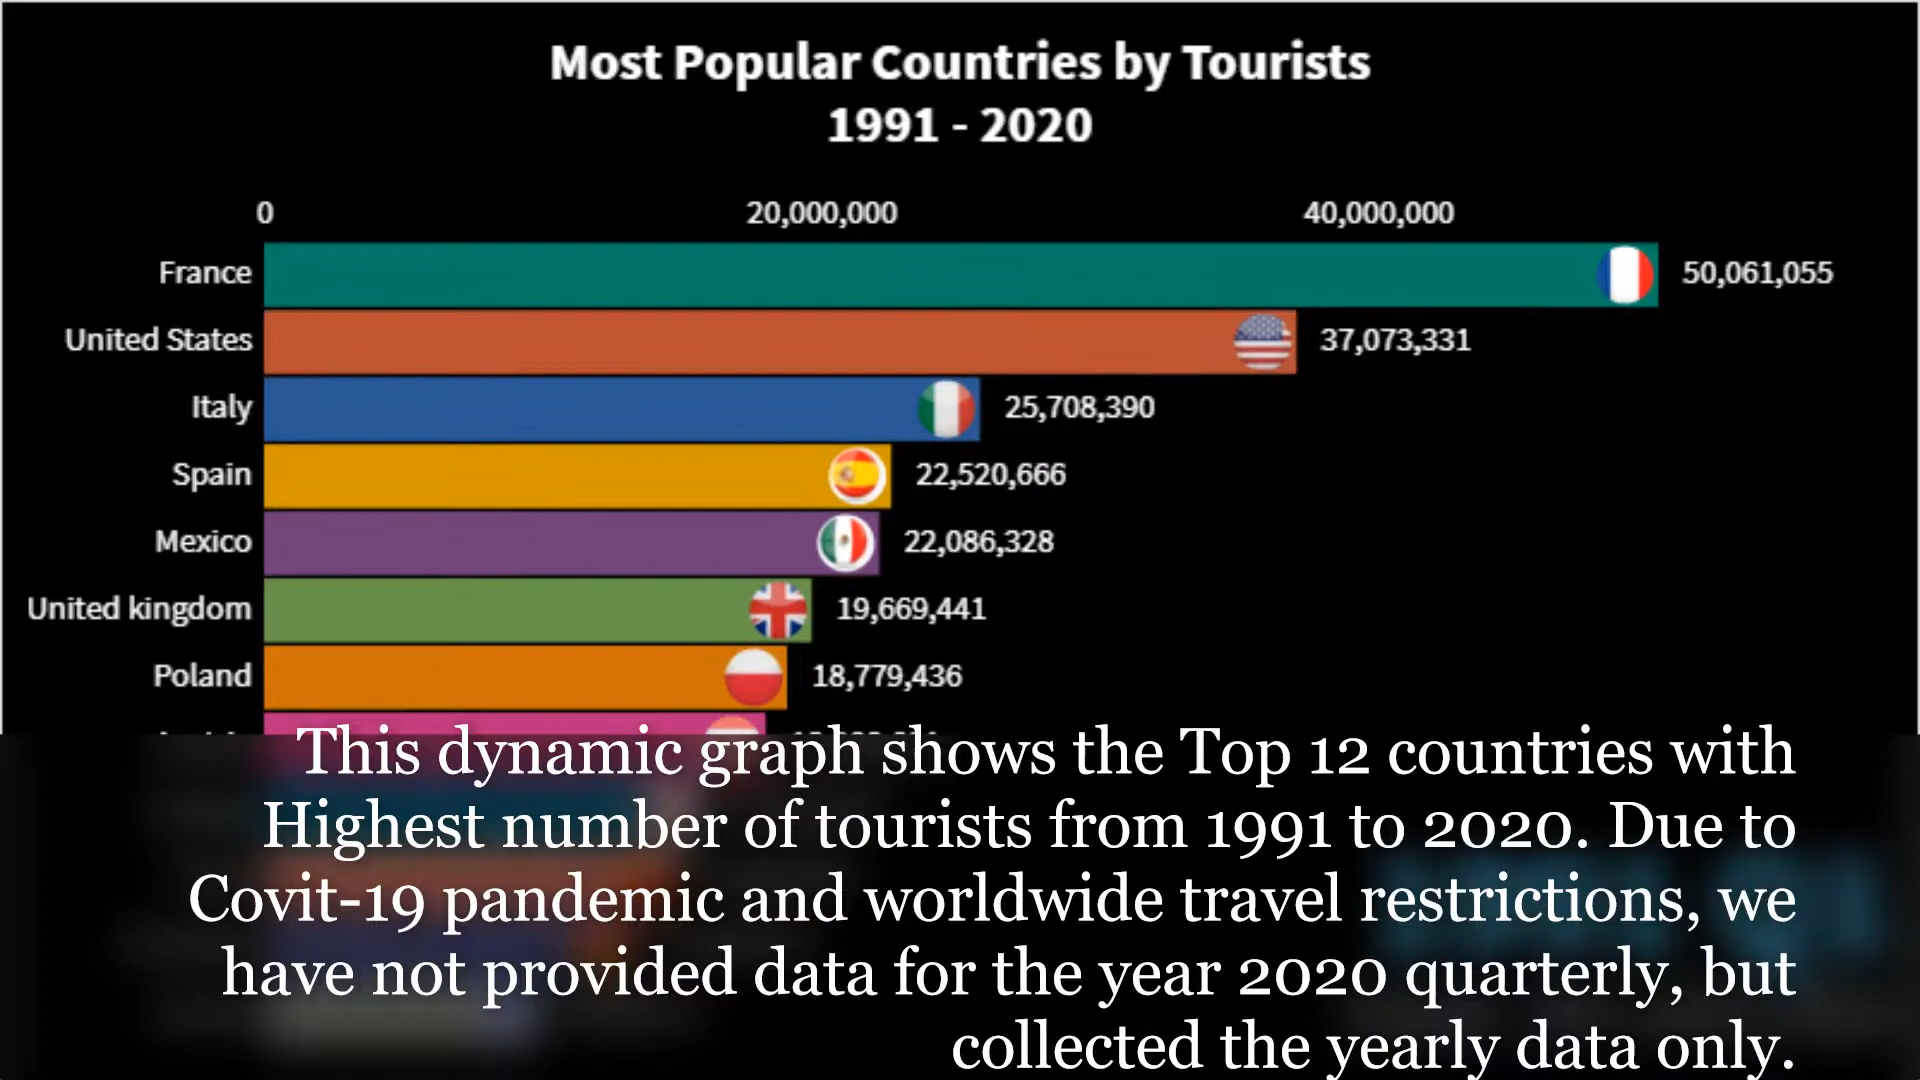 Most Popular Countries by Tourists
1991 - 2020
0 20,000,000 40,000,000
France 50,061,055
United States 37,073,331
Italy 25,708,390
Spain 22,520,666
Mexico 22,086,328
United kingdom 19,669,441
Poland 18,779,436
This dynamic graph shows the Top 12 countries with
Highest number of tourists from 1991 to 2020. Due to
Covit-19 pandemic and worldwide travel restrictions, we
have not provided data for the year 2020 quarterly, but
collected the yearly data only.